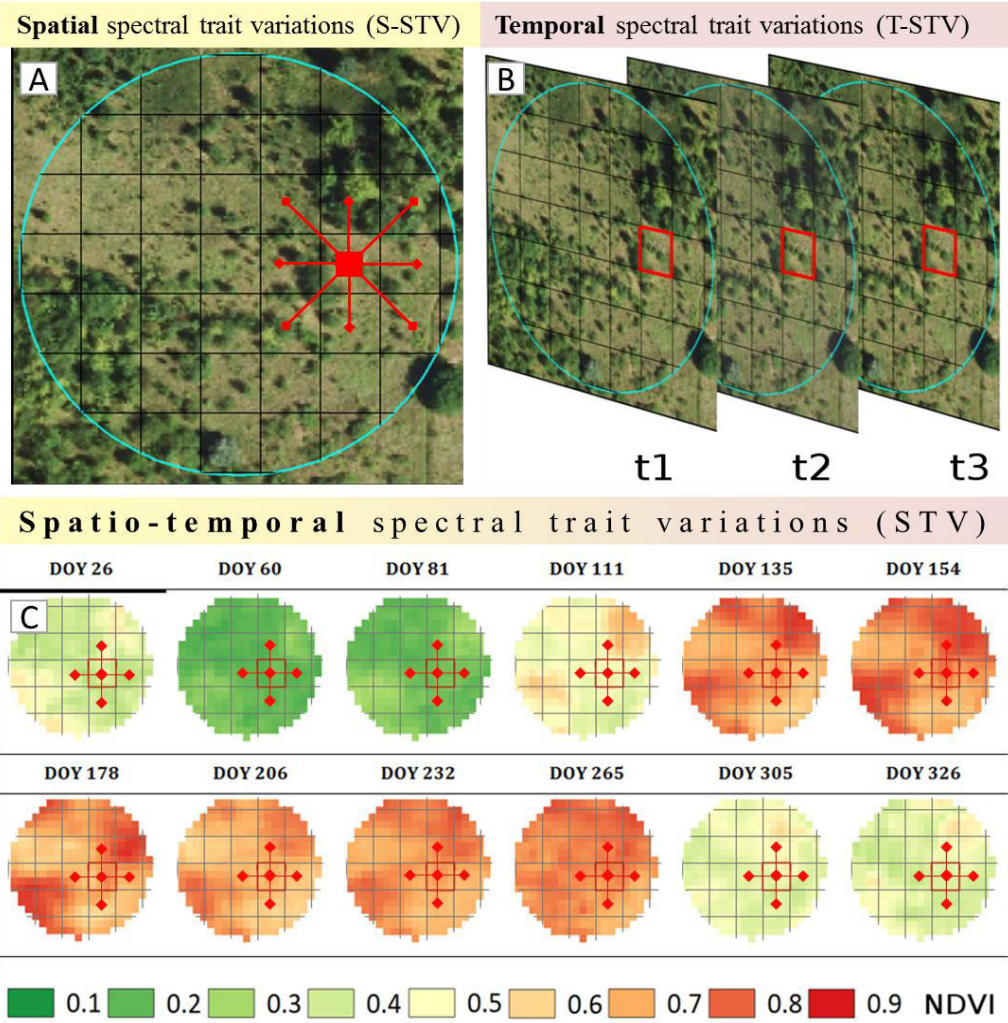 Spatial spectral trait variations (S-STV)
Temporal spectral trait variations (T-STV)
A
B
t1 t2 t3
Spatio-temporal spectral trait variations (STV)
DOY 26 DOY 60 DOY 81 DOY 111 DOY 135 DOY 154
C
DOY 178 DOY 206 DOY 232 DOY 265 DOY 305 DOY 326
0.1 0.2 0.3 0.4 0.5 0.6 0.7 0.8 0.9 NDVI